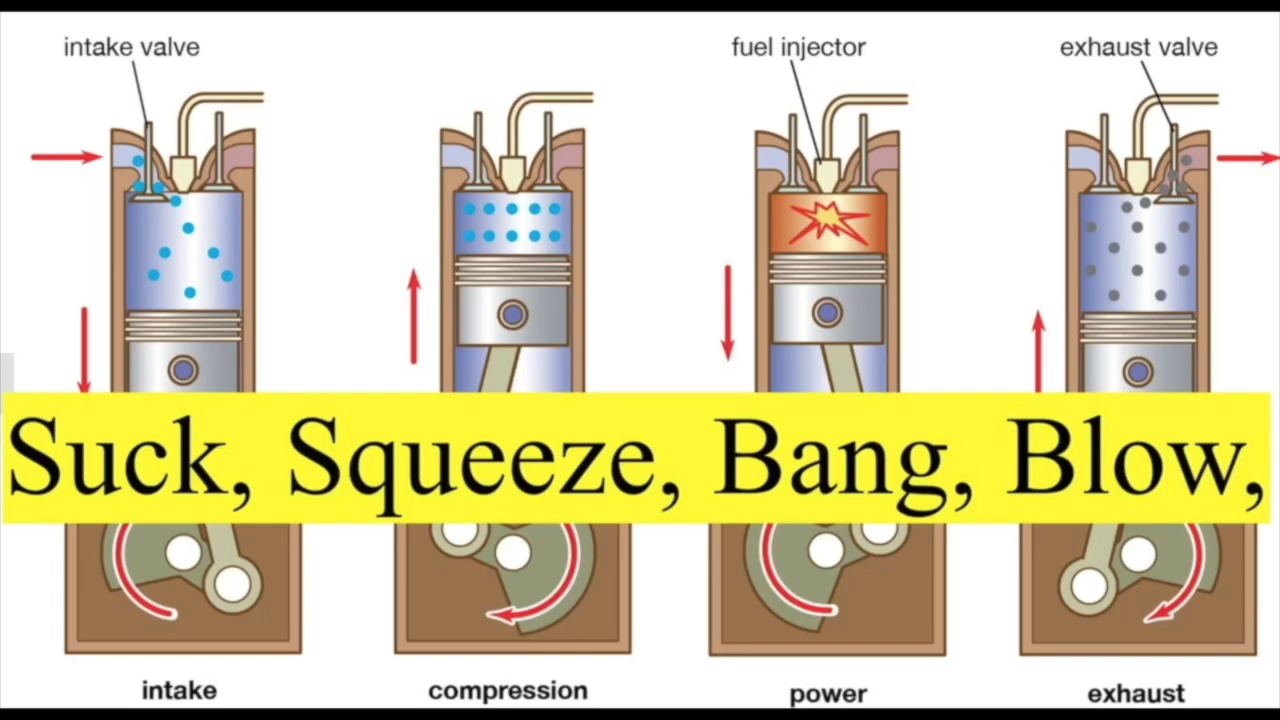 intake valve
fuel injector
exhaust valve
Suck, Squeeze, Bang, Blow,
intake
compression
power
exhaust